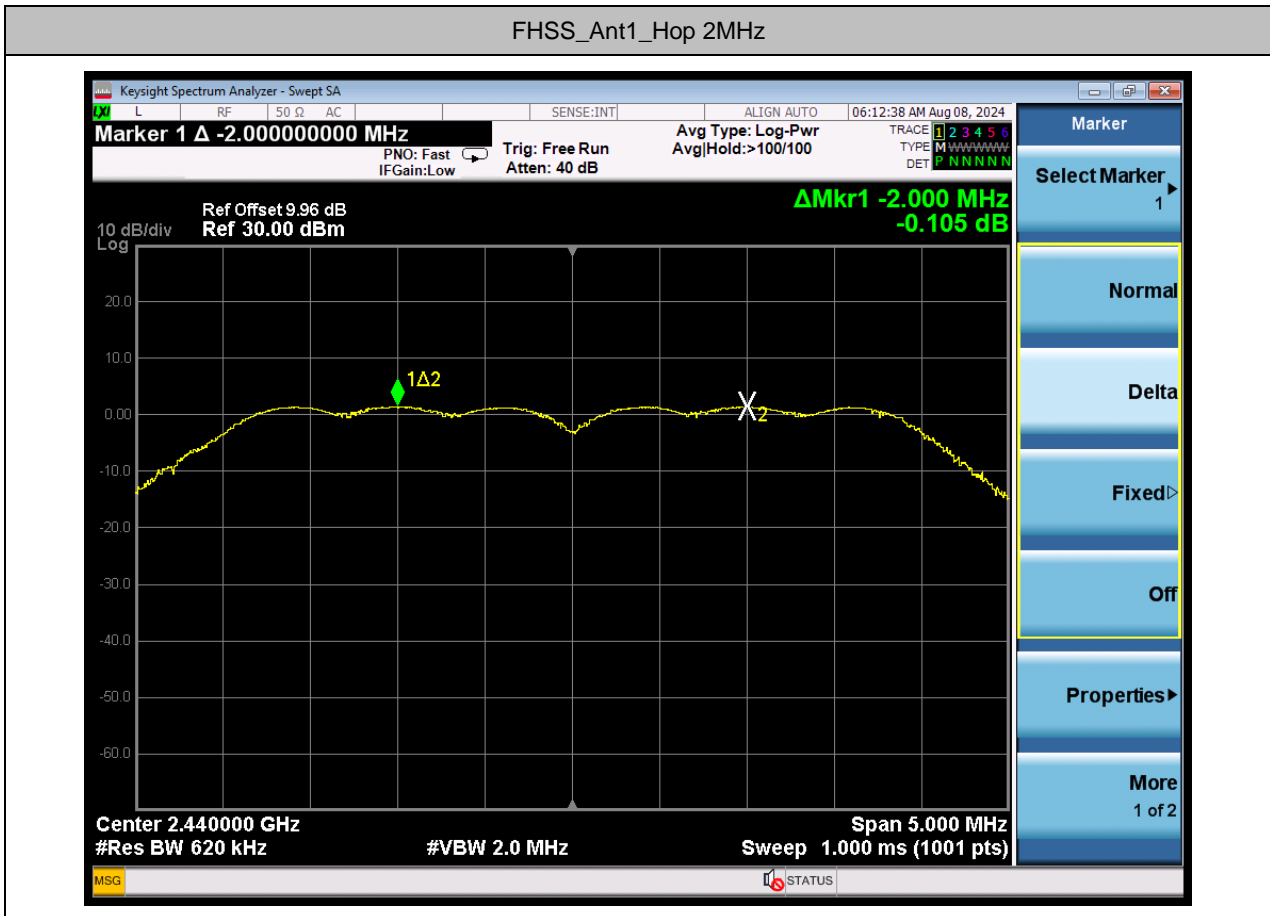 FHSS_Ant1_Hop 2MHz
Keysight Spectrum Analyzer - Swept SA
LXI L RF 50 Ω AC SENSE:INT ALIGN AUTO 06:12:38 AM Aug 08, 2024
Marker 1 Δ -2.000000000 MHz
PNO: Fast
IFGain:Low
Trig: Free Run
Atten: 40 dB
Avg Type: Log-Pwr
Avg|Hold:>100/100
TRACE 1 2 3 4 5 6
TYPE M WWWWW
DET P N N N N N
ΔMkr1 -2.000 MHz
-0.105 dB
Ref Offset 9.96 dB
10 dB/div Ref 30.00 dBm
Log
20.0
10.0
0.00
-10.0
-20.0
-30.0
-40.0
-50.0
-60.0
1Δ2
X2
Center 2.440000 GHz Span 5.000 MHz
#Res BW 620 kHz #VBW 2.0 MHz Sweep 1.000 ms (1001 pts)
MSG STATUS
Marker
Select Marker
1
Normal
Delta
Fixed
Off
Properties
More
1 of 2